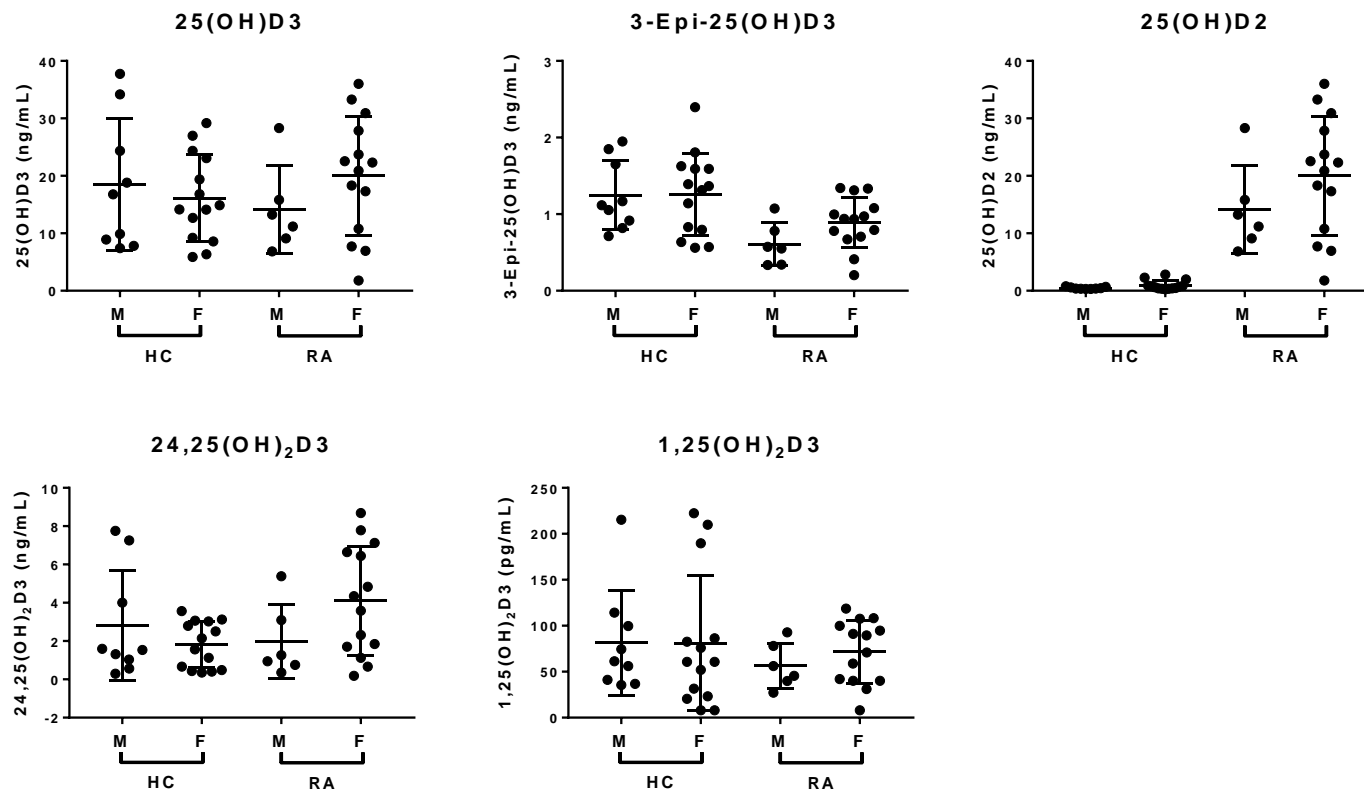 25(OH)D3
25(OH)D3 (ng/mL)
40
30
20
10
0
M F M F
HC RA
3-Epi-25(OH)D3
3-Epi-25(OH)D3 (ng/mL)
3
2
1
0
M F M F
HC RA
25(OH)D2
25(OH)D2 (ng/mL)
40
30
20
10
0
M F M F
HC RA
24,25(OH)₂D3
24,25(OH)₂D3 (ng/mL)
10
8
6
4
2
0
-2
M F M F
HC RA
1,25(OH)₂D3
1,25(OH)₂D3 (pg/mL)
250
200
150
100
50
0
M F M F
HC RA